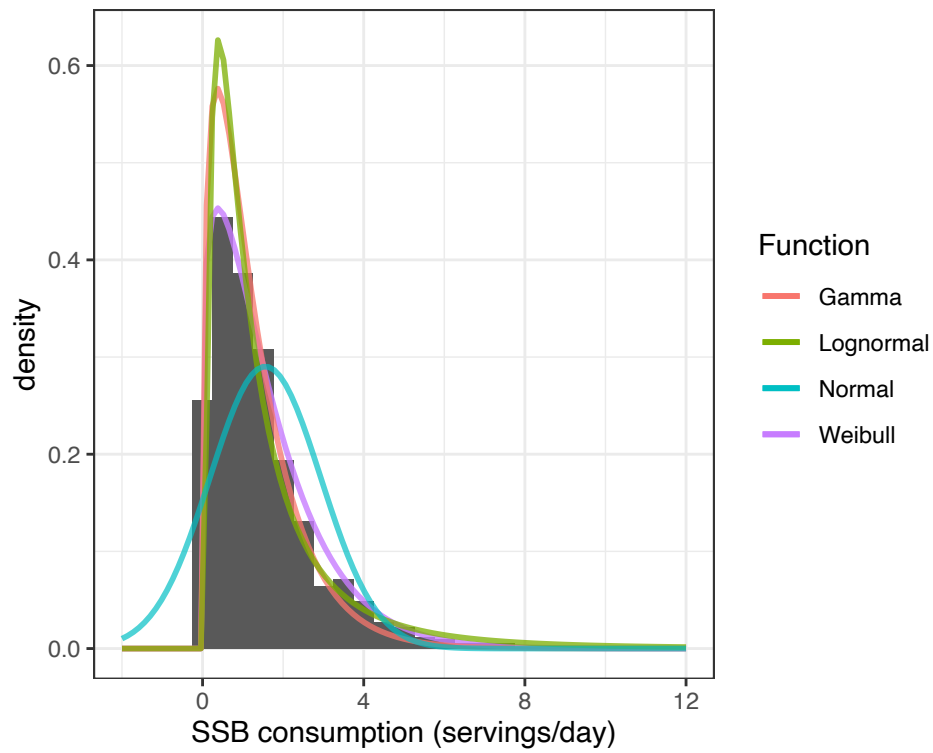 0.6
0.4
0.2
0.0
density
0
4
8
12
SSB consumption (servings/day)
Function
Gamma
Lognormal
Normal
Weibull